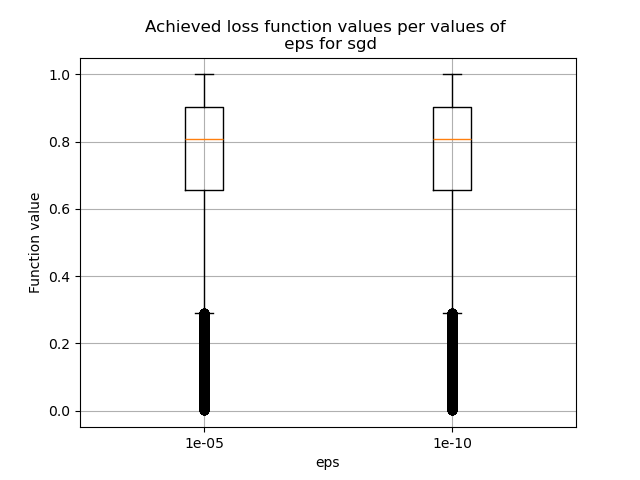 Achieved loss function values per values of
eps for sgd
1.0
0.8
0.6
0.4
0.2
0.0
Function value
1e-05
1e-10
eps